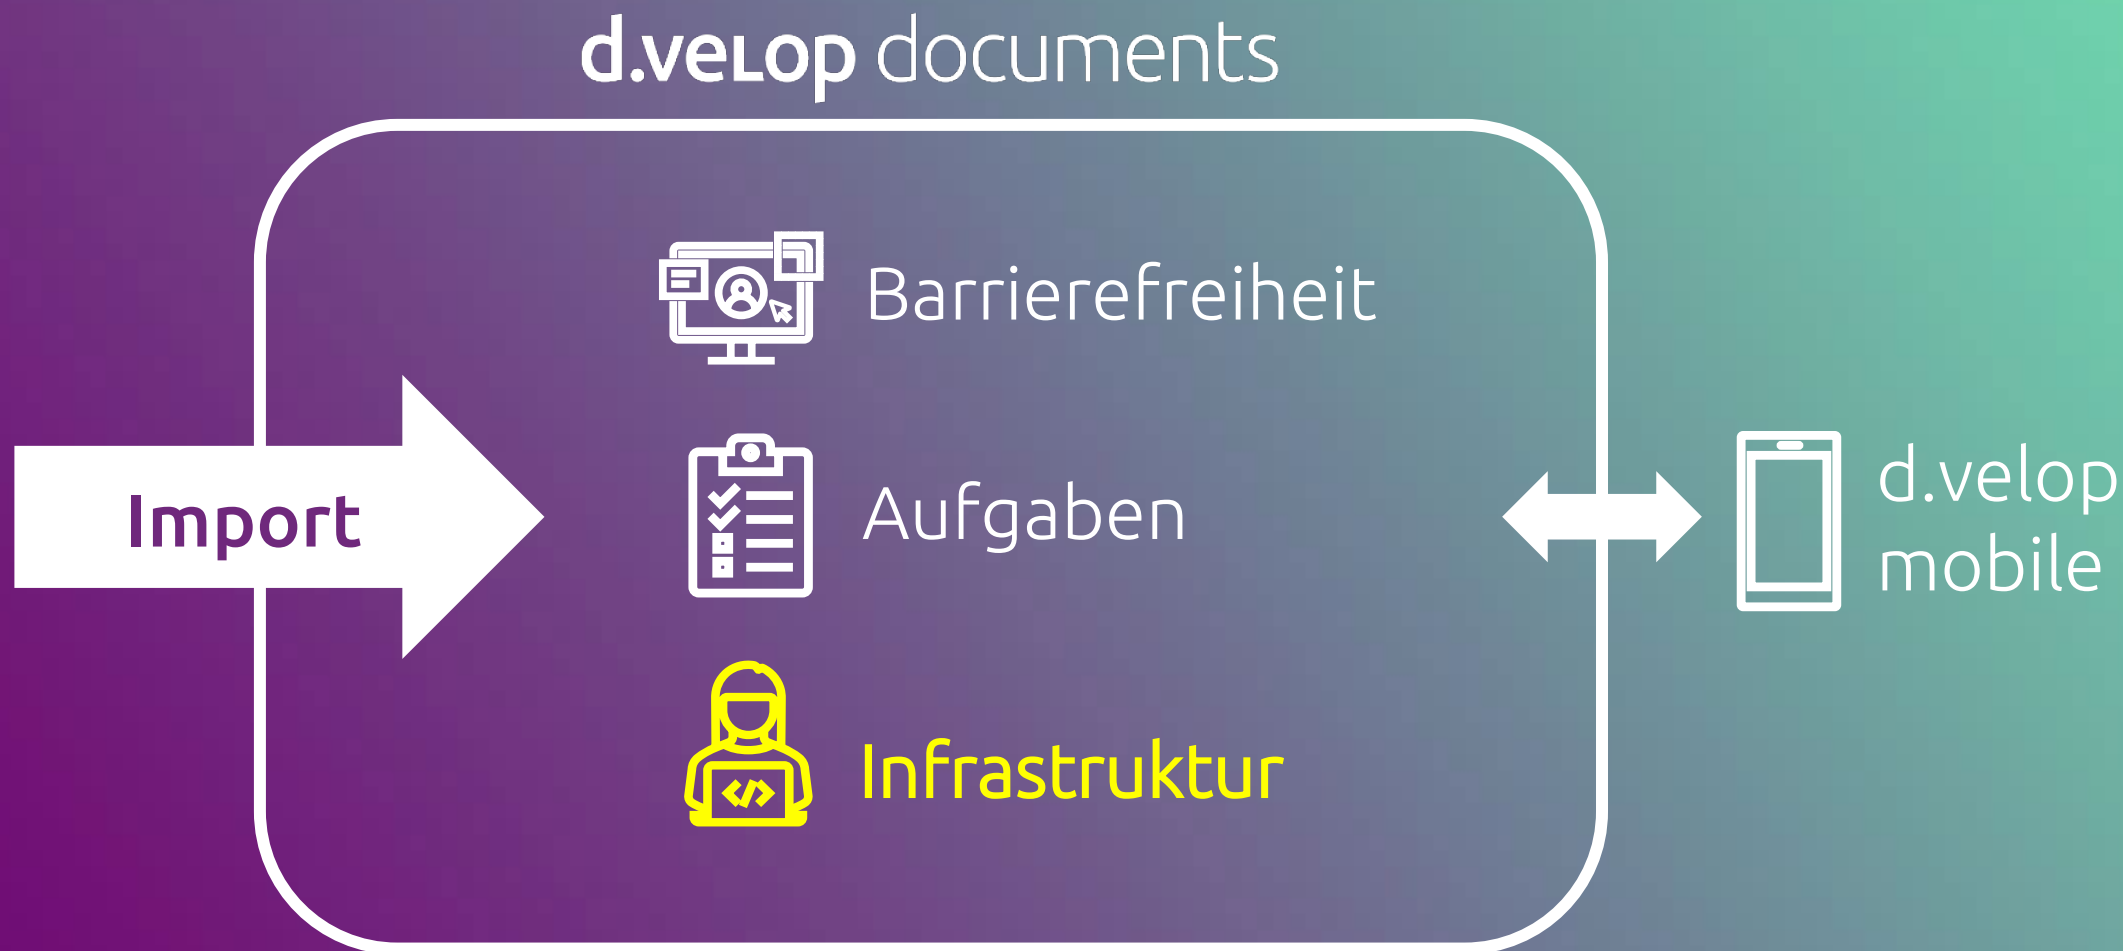 d.velop documents
Barrierefreiheit
Import
Aufgaben
d.velop
mobile
Infrastruktur